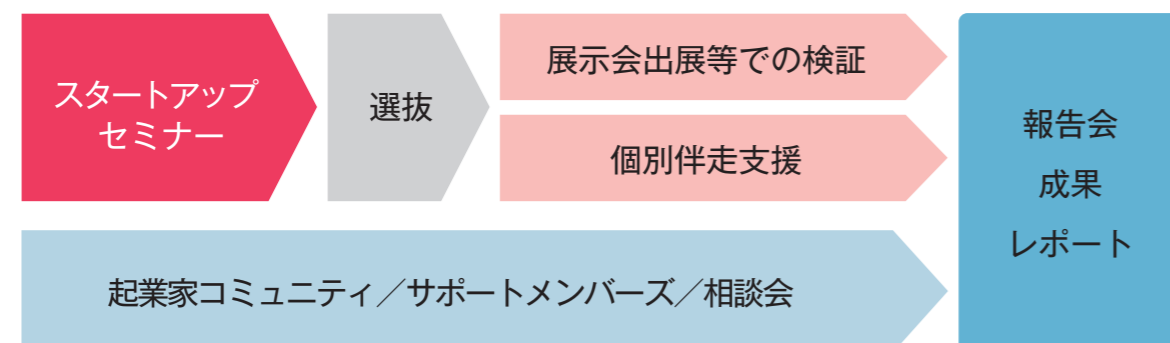 スタートアップ
セミナー
選抜
展示会出展等での検証
個別伴走支援
起業家コミュニティ／サポートメンバーズ／相談会
報告会
成果
レポート